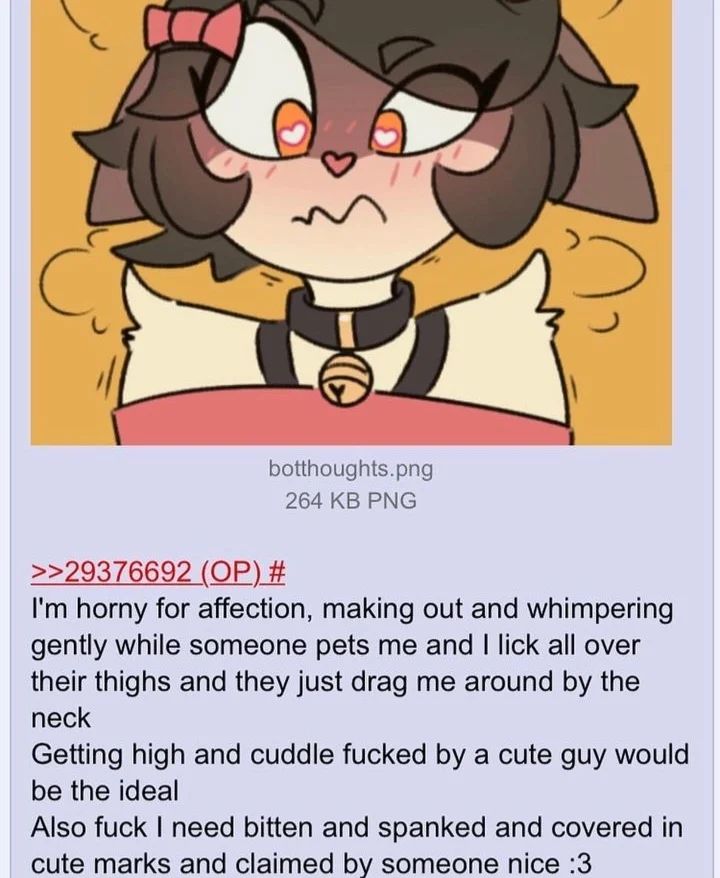 botthoughts.png
264 KB PNG
>>29376692 (OP) #
I'm horny for affection, making out and whimpering
gently while someone pets me and I lick all over
their thighs and they just drag me around by the
neck
Getting high and cuddle fucked by a cute guy would
be the ideal
Also fuck I need bitten and spanked and covered in
cute marks and claimed by someone nice :3